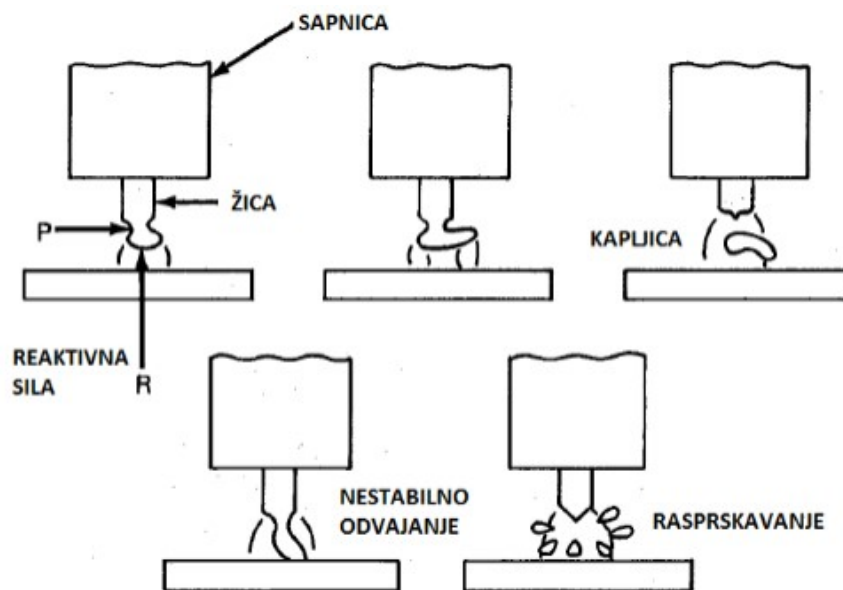 SAPNICA
ŽICA
P
KAPLJICA
REAKTIVNA
SILA
R
NESTABILNO
ODVAJANJE
RASPRSKAVANJE